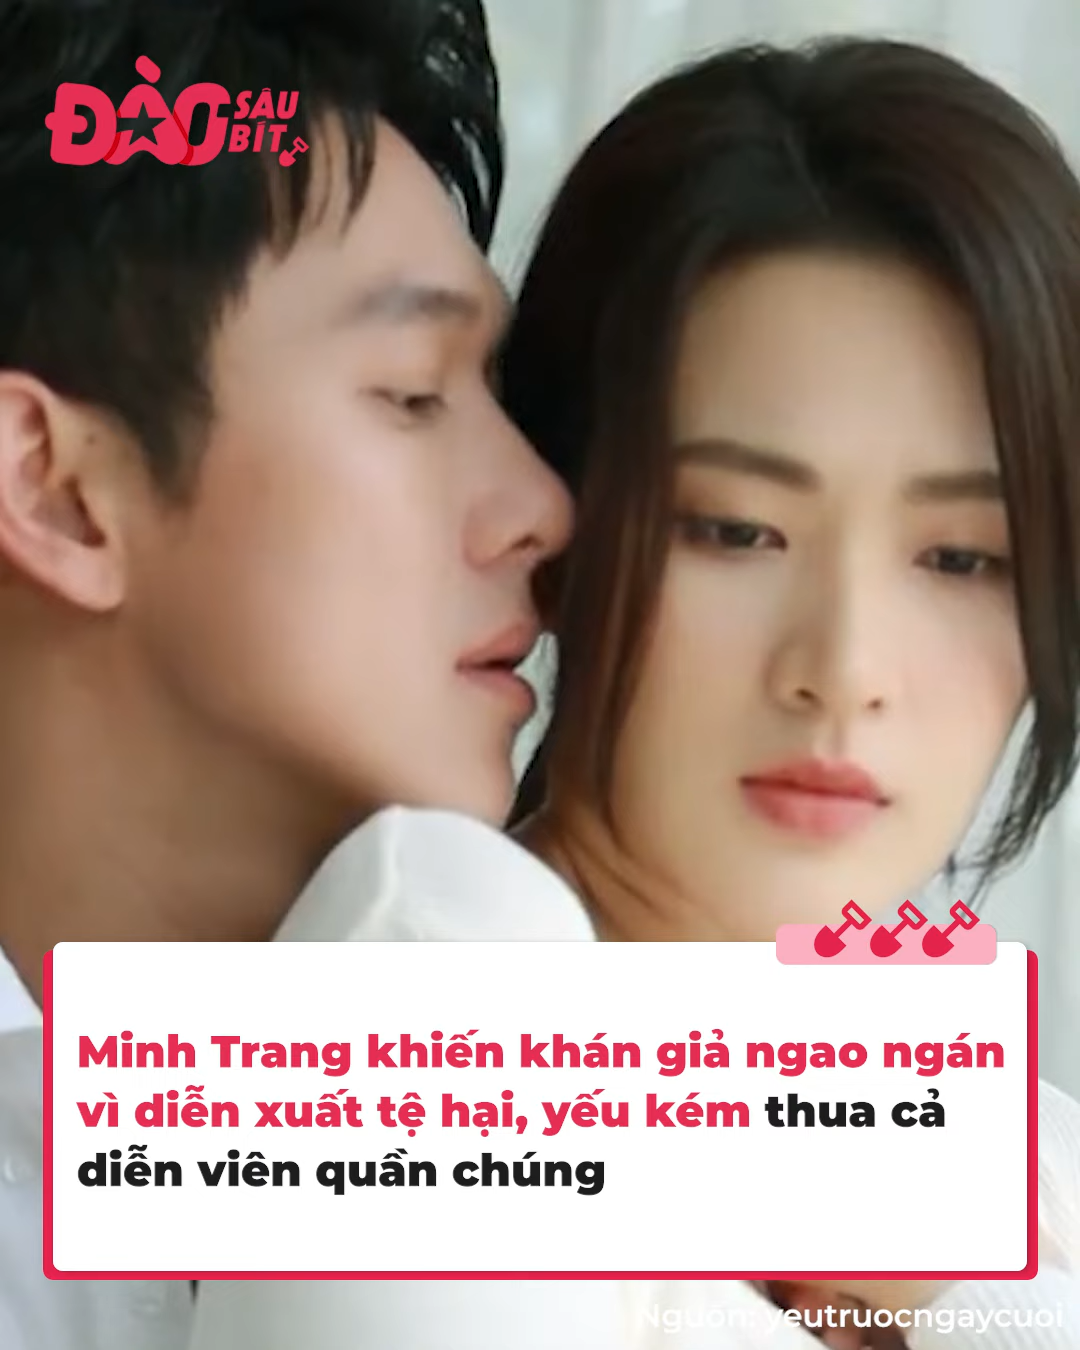 ĐÀO SÂU
BÍT
Minh Trang khiến khán giả ngao ngán
vì diễn xuất tệ hại, yếu kém thua cả
diễn viên quần chúng
Nguồn: yeutruocngaycuoi